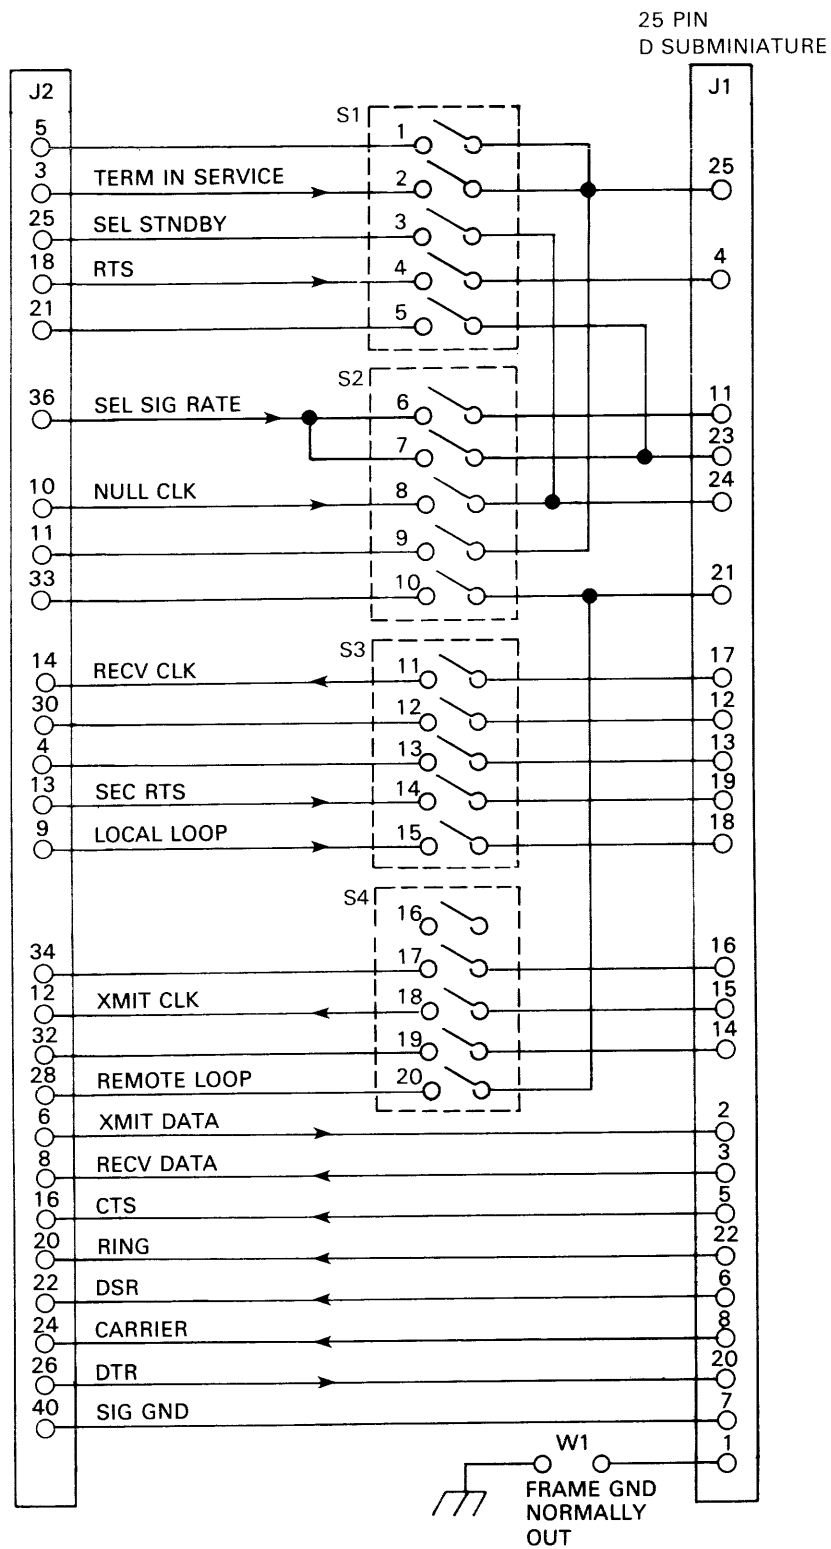 25 PIN
D SUBMINIATURE
J2
J1
S1
5
1
3
TERM IN SERVICE
2
25
25
SEL STNDBY
3
18
RTS
4
4
21
5
S2
36
SEL SIG RATE
6
11
7
23
10
NULL CLK
8
24
11
9
33
10
21
S3
14
RECV CLK
11
17
30
12
12
4
13
13
13
SEC RTS
14
19
9
LOCAL LOOP
15
18
S4
16
34
17
16
12
XMIT CLK
18
15
32
19
14
28
REMOTE LOOP
20
6
XMIT DATA
2
8
RECV DATA
3
16
CTS
5
20
RING
22
22
DSR
6
24
CARRIER
8
26
DTR
20
40
SIG GND
7
W1
1
FRAME GND
NORMALLY
OUT